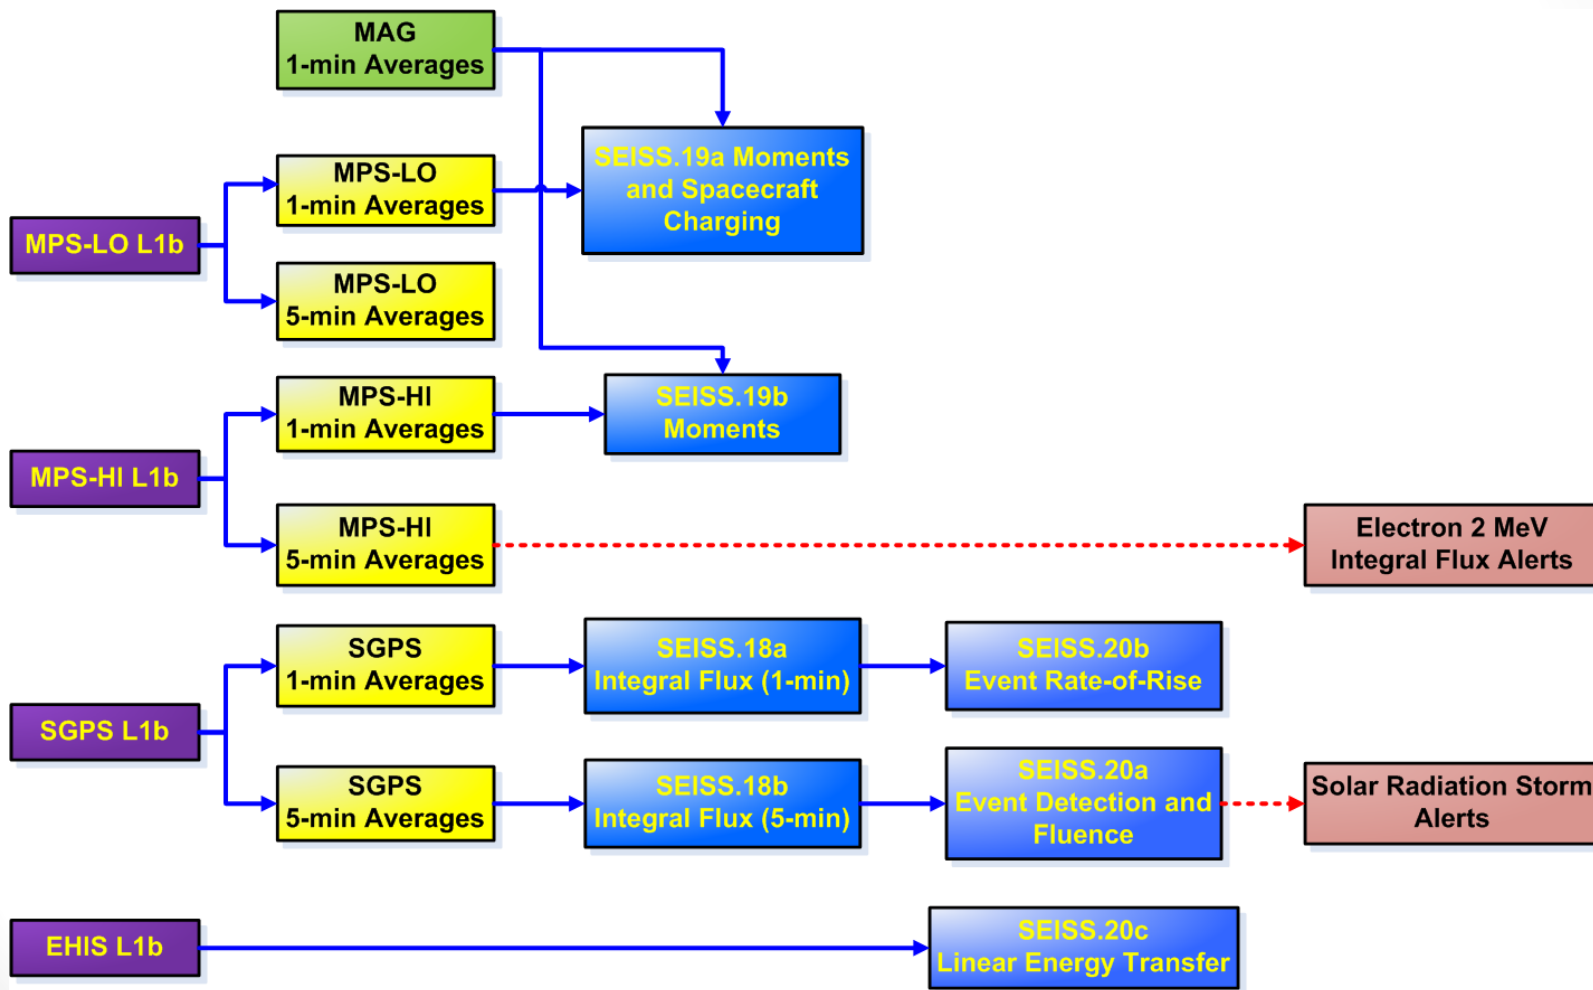 MAG
1-min Averages
SEISS.19a Moments
and Spacecraft
Charging
MPS-LO
1-min Averages
MPS-LO L1b
MPS-LO
5-min Averages
MPS-HI
1-min Averages
SEISS.19b
Moments
MPS-HI L1b
MPS-HI
5-min Averages
Electron 2 MeV
Integral Flux Alerts
SGPS
1-min Averages
SEISS.18a
Integral Flux (1-min)
SEISS.20b
Event Rate-of-Rise
SGPS L1b
SGPS
5-min Averages
SEISS.18b
Integral Flux (5-min)
SEISS.20a
Event Detection and
Fluence
Solar Radiation Storm
Alerts
EHIS L1b
SEISS.20c
Linear Energy Transfer